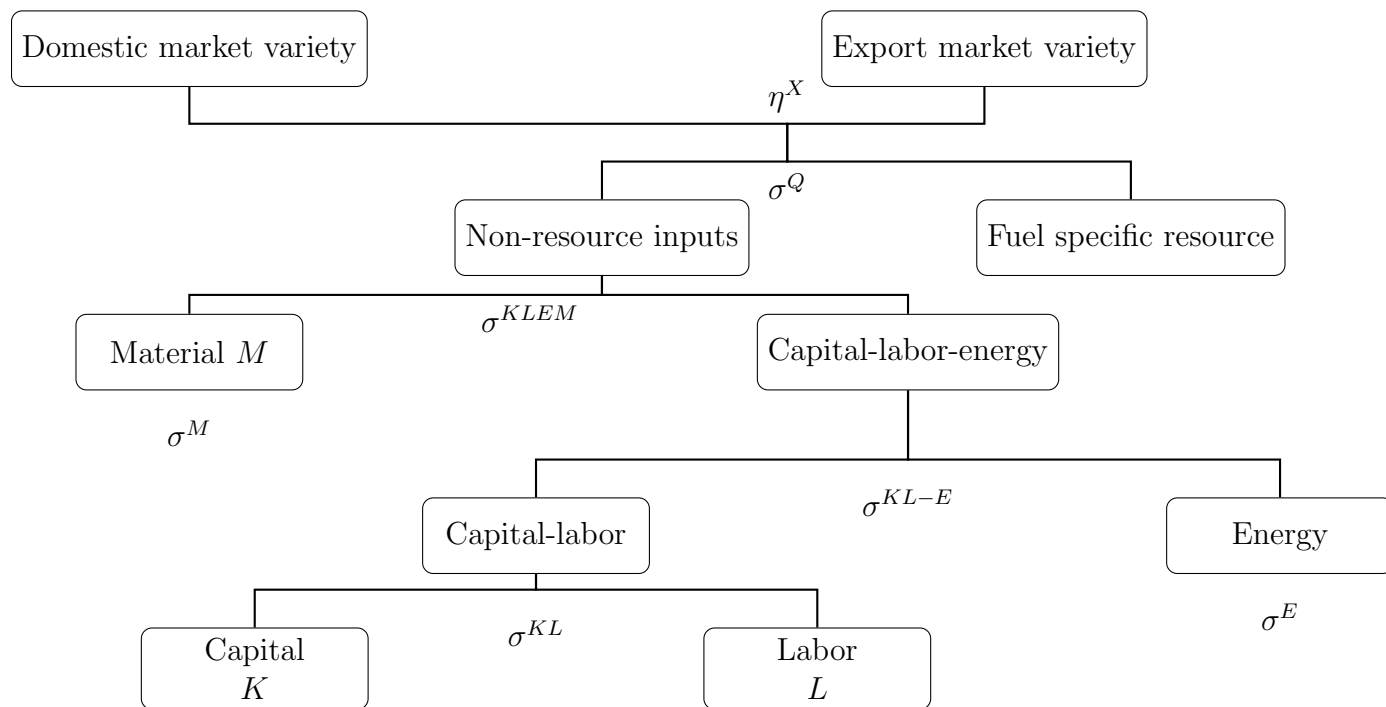 Domestic market variety
Export market variety
η^X
σ^Q
Non-resource inputs
Fuel specific resource
σ^{KLEM}
Material M
Capital-labor-energy
σ^M
σ^{KL−E}
Capital-labor
Energy
σ^{KL}
σ^E
Capital
K
Labor
L